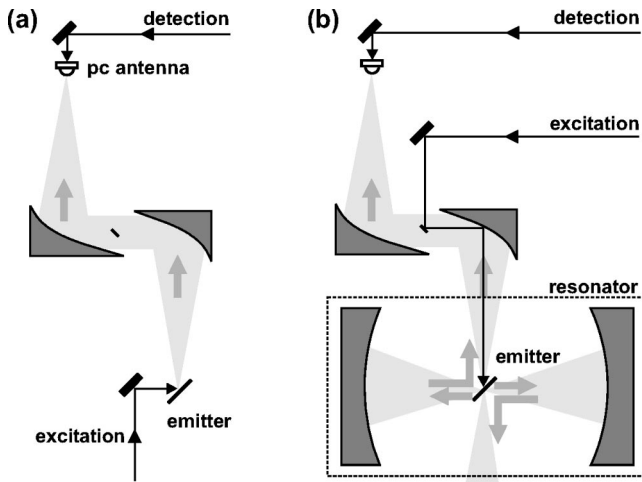 (a)
detection
pc antenna
emitter
excitation
(b)
detection
excitation
resonator
emitter